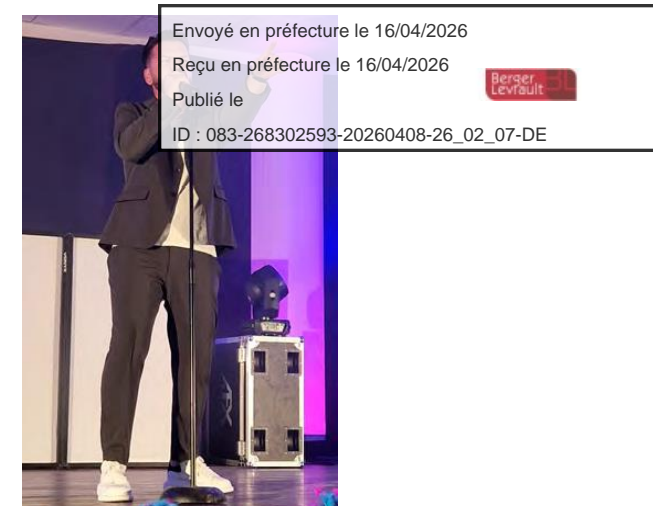 Envoyé en préfecture le 16/04/2026
Reçu en préfecture le 16/04/2026
Publié le
Berger
Levrault
ID : 083-268302593-20260408-26_02_07-DE